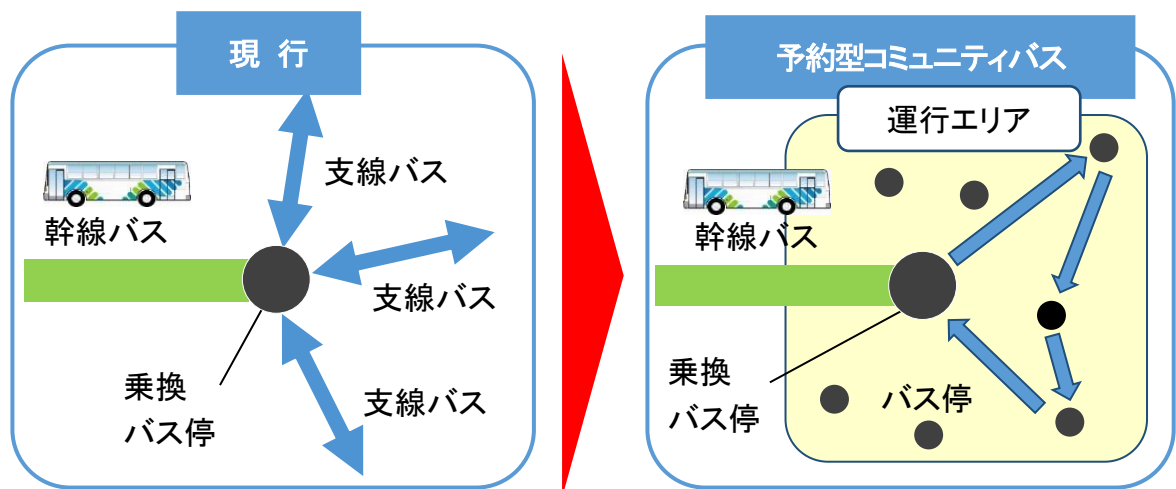 現 行
支線バス
幹線バス
支線バス
乗換
バス停
支線バス
予約型コミュニティバス
運行エリア
幹線バス
乗換
バス停
バス停